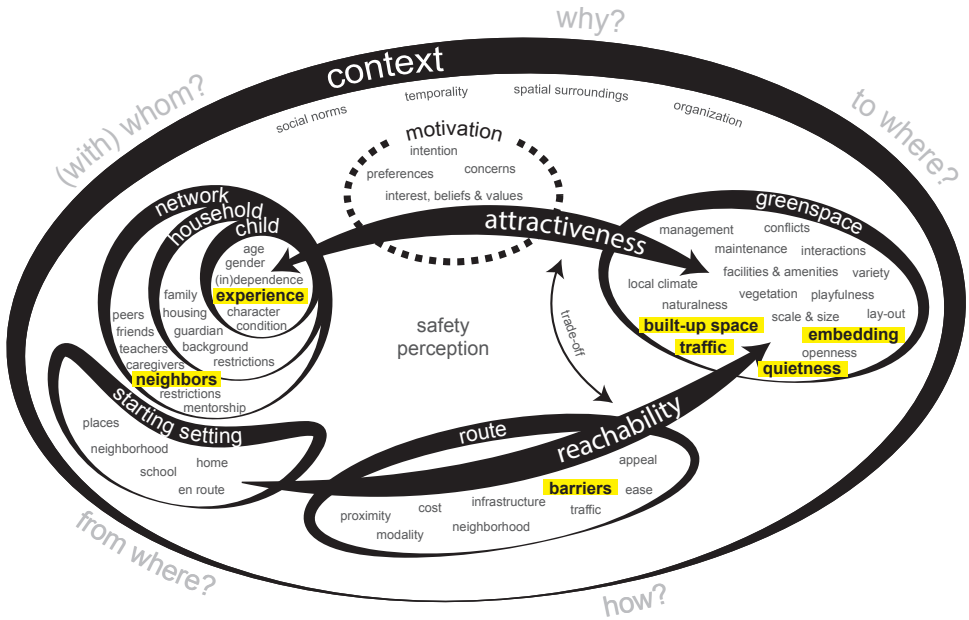 why?
context
(with) whom?
to where?
social norms
temporality
spatial surroundings
organization
motivation
intention
preferences
concerns
interest, beliefs & values
attractiveness
network
household
child
age
gender
(in)dependence
experience
character
condition
family
housing
guardian
background
restrictions
peers
friends
teachers
caregivers
neighbors
restrictions
mentorship
greenspace
management
conflicts
maintenance
interactions
facilities & amenities
variety
local climate
vegetation
playfulness
naturalness
scale & size
lay-out
built-up space
embedding
traffic
openness
quietness
safety
perception
trade-off
starting setting
places
neighborhood
home
school
en route
route
reachability
appeal
barriers
ease
infrastructure
traffic
cost
proximity
neighborhood
modality
from where?
how?